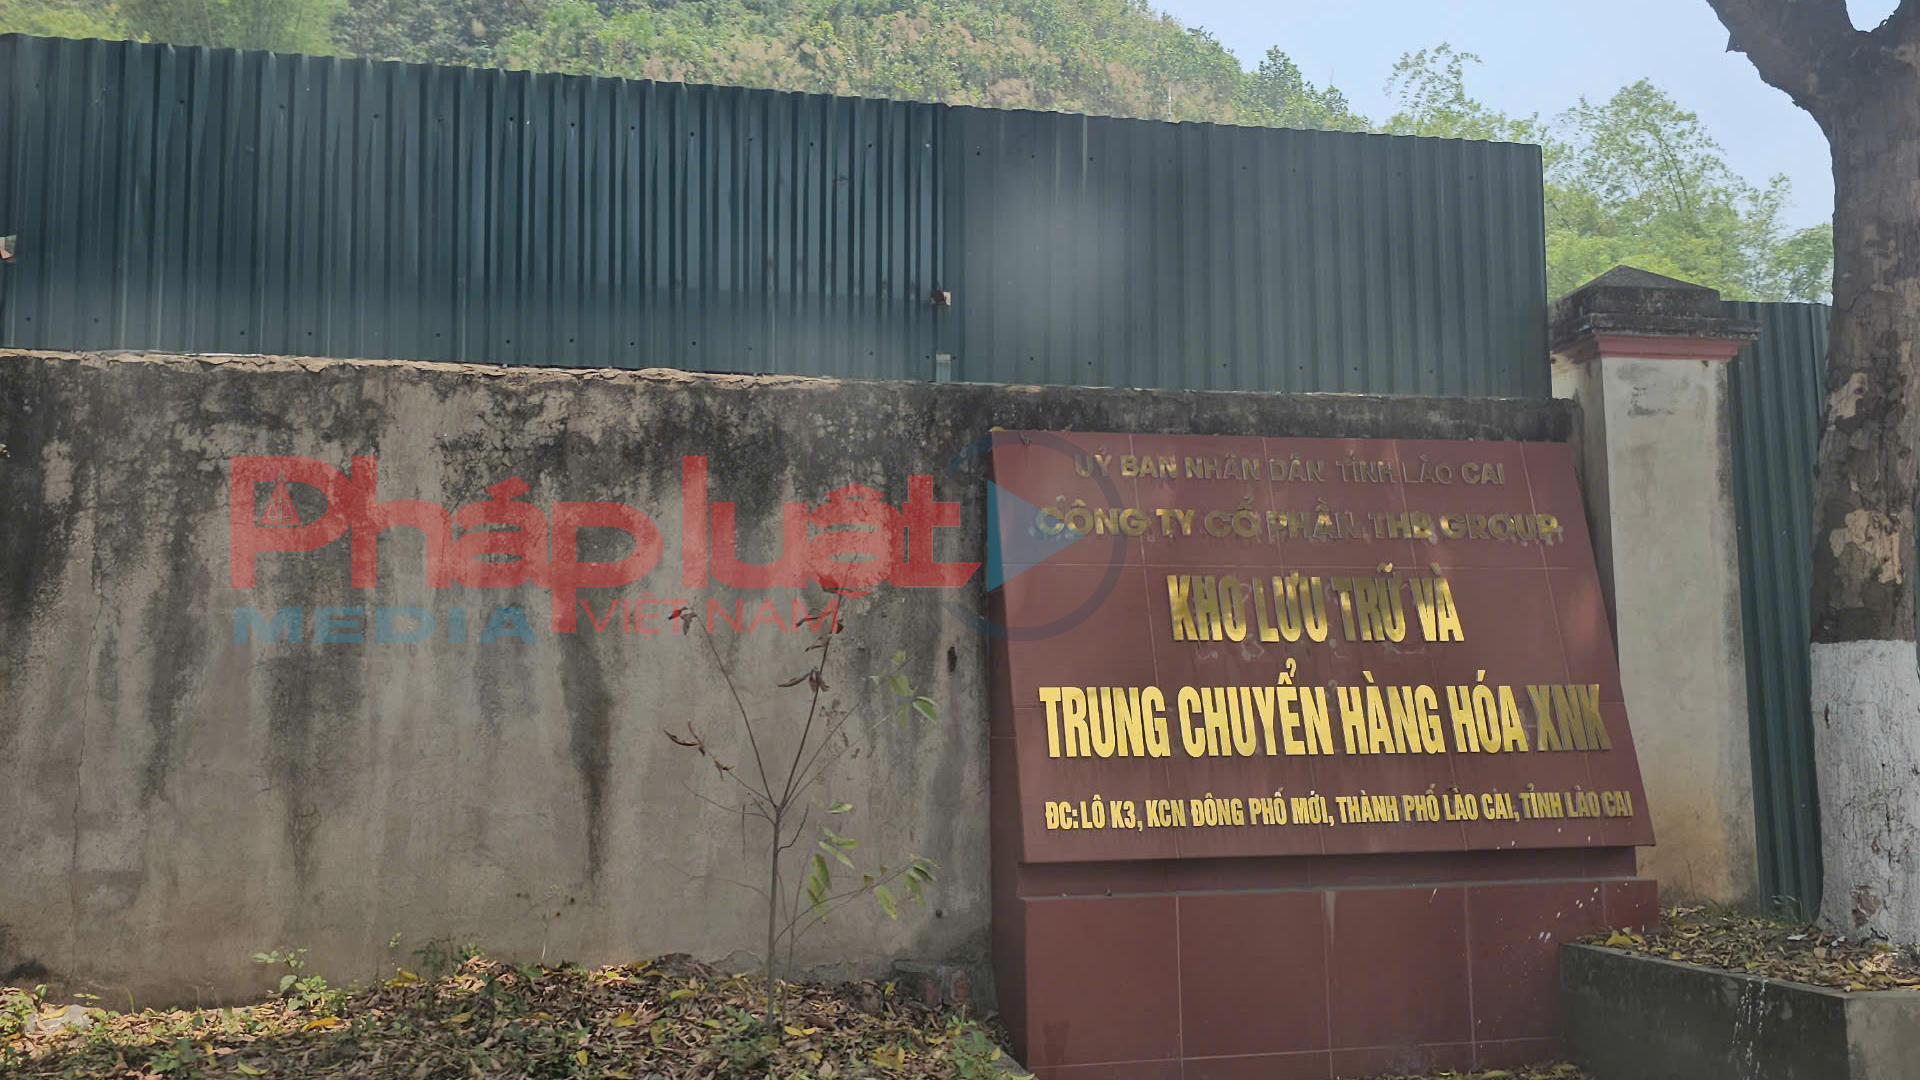 UỶ BAN NHÂN DÂN TỈNH LÀO CAI
CÔNG TY CỔ PHẦN THB GROUP
KHO LƯU TRỮ VÀ
TRUNG CHUYỂN HÀNG HÓA XNK
ĐC: LÔ K3, KCN ĐÔNG PHỐ MỚI, THÀNH PHỐ LÀO CAI, TỈNH LÀO CAI
Pháp luật
MEDIA VIỆT NAM